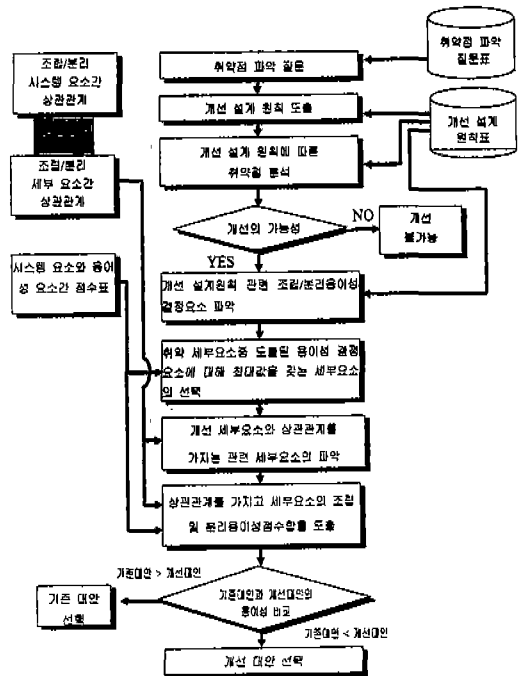 조립/분리
시스템 요소간
상관관계
조립/분리
세부 요소간
상관관계
시스템 요소와 용이
성 요소간 점수표
취약점 파악 질문
개선 설계 원칙 도출
개선 설계 원칙에 따른
취약점 분석
개선의 가능성
NO
개선
불가능
YES
개선 설계원칙 관련 조립/분리용이성
결정요소 파악
취약 세부요소중 도출된 용이성 결정
요소에 대해 최대값을 갖는 세부요소
의 선택
개선 세부요소와 상관관계를
가지는 관련 세부요소의 파악
상관관계를 가지고 세부요소의 조립
및 분리용이성점수합을 도출
기존대안 > 개선대안
기존대안과 개선대안의
용이성 비교
기존 대안
선택
기존대안 < 개선대안
개선 대안 선택
취약점 파악
질문표
개선 설계
원칙표